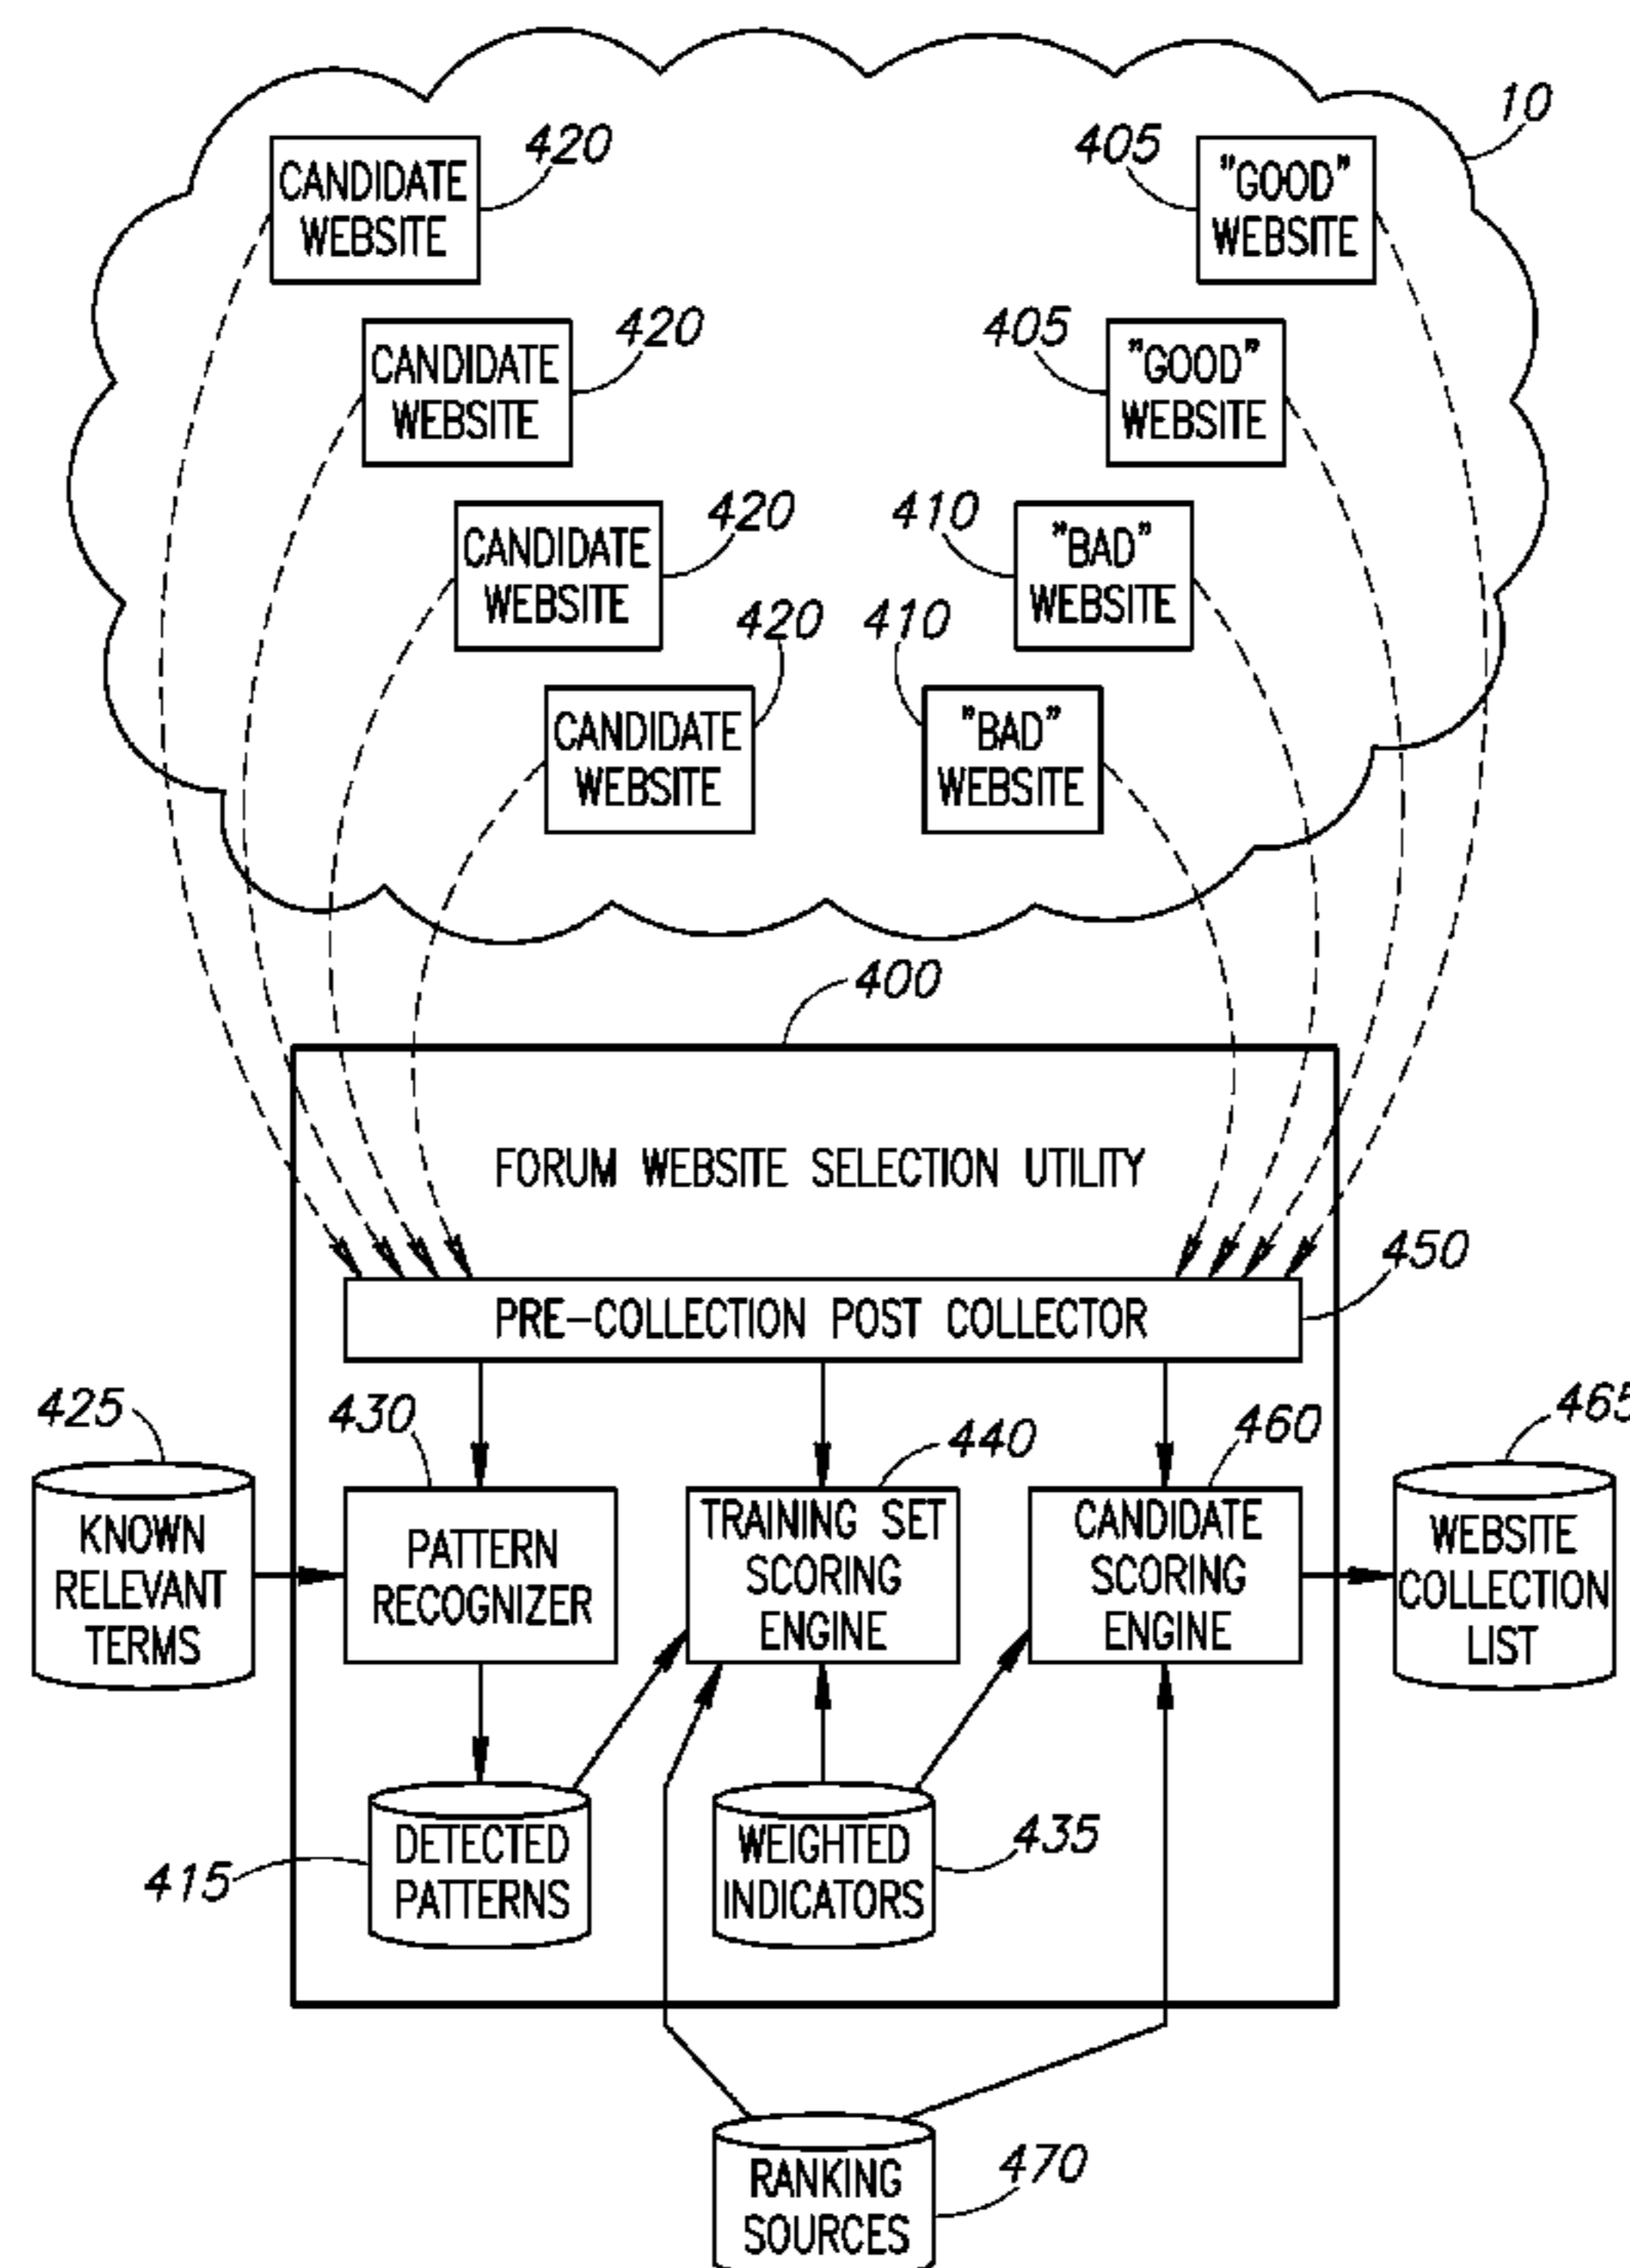 10
CANDIDATE
WEBSITE
420
405
"GOOD"
WEBSITE
CANDIDATE
WEBSITE
420
405
"GOOD"
WEBSITE
CANDIDATE
WEBSITE
420
410
"BAD"
WEBSITE
CANDIDATE
WEBSITE
420
410
"BAD"
WEBSITE
400
FORUM WEBSITE SELECTION UTILITY
PRE-COLLECTION POST COLLECTOR
450
425
KNOWN
RELEVANT
TERMS
430
PATTERN
RECOGNIZER
440
TRAINING SET
SCORING
ENGINE
460
CANDIDATE
SCORING
ENGINE
465
WEBSITE
COLLECTION
LIST
415
DETECTED
PATTERNS
WEIGHTED
INDICATORS
435
RANKING
SOURCES
470